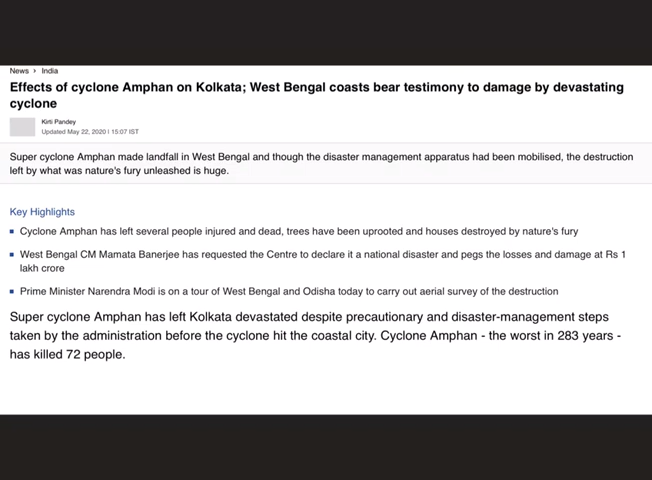 News > India
Effects of cyclone Amphan on Kolkata; West Bengal coasts bear testimony to damage by devastating
cyclone
Kirti Pandey
Updated May 22, 2020 | 15:07 IST
Super cyclone Amphan made landfall in West Bengal and though the disaster management apparatus had been mobilised, the destruction
left by what was nature's fury unleashed is huge.
Key Highlights
Cyclone Amphan has left several people injured and dead, trees have been uprooted and houses destroyed by nature's fury
West Bengal CM Mamata Banerjee has requested the Centre to declare it a national disaster and pegs the losses and damage at Rs 1
lakh crore
Prime Minister Narendra Modi is on a tour of West Bengal and Odisha today to carry out aerial survey of the destruction
Super cyclone Amphan has left Kolkata devastated despite precautionary and disaster-management steps
taken by the administration before the cyclone hit the coastal city. Cyclone Amphan - the worst in 283 years -
has killed 72 people.